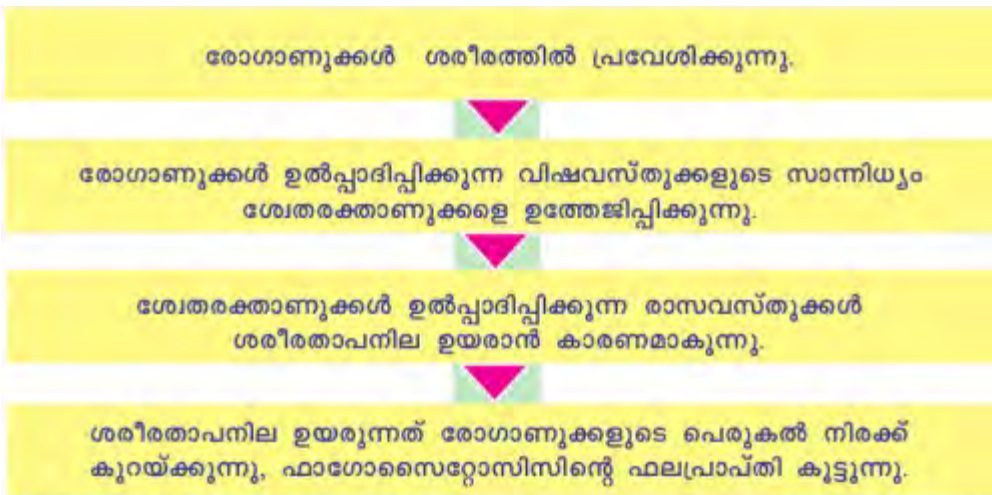 രോഗാണുക്കൾ ശരീരത്തിൽ പ്രവേശിക്കുന്നു.
രോഗാണുക്കൾ ഉൽപ്പാദിപ്പിക്കുന്ന വിഷവസ്തുക്കളുടെ സാന്നിധ്യം
ശ്വേതരക്താണുക്കളെ ഉത്തേജിപ്പിക്കുന്നു.
ശ്വേതരക്താണുക്കൾ ഉൽപ്പാദിപ്പിക്കുന്ന രാസവസ്തുക്കൾ
ശരീരതാപനില ഉയരാൻ കാരണമാകുന്നു.
ശരീരതാപനില ഉയരുന്നത് രോഗാണുക്കളുടെ പെരുകൽ നിരക്ക്
കുറയ്ക്കുന്നു, ഫാഗോസൈറ്റോസിസിന്റെ ഫലപ്രാപ്തി കൂട്ടുന്നു.